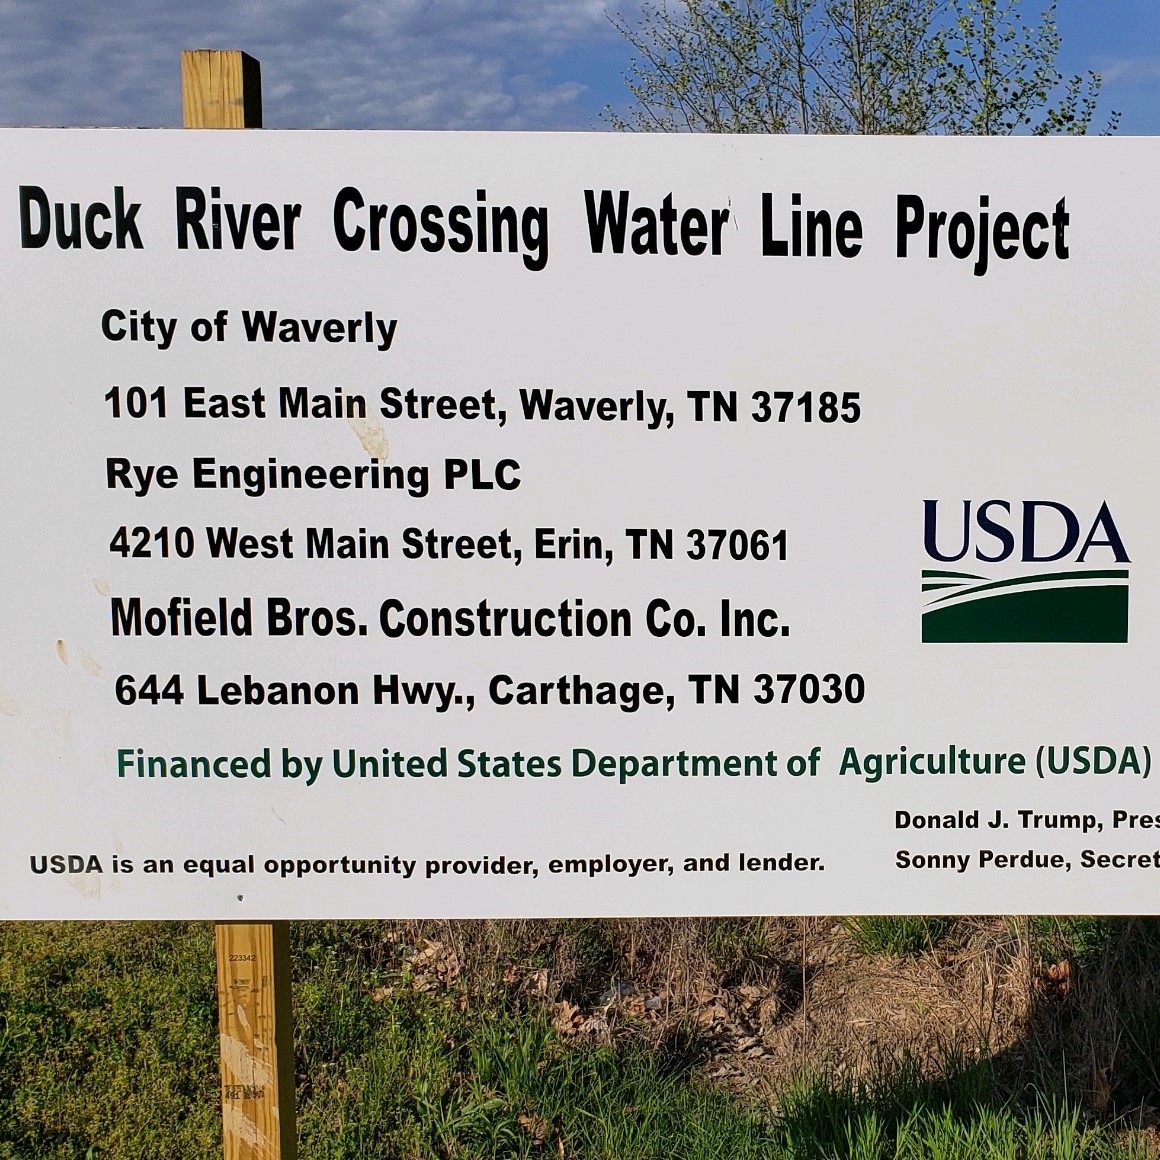 Duck River Crossing Water Line Project
City of Waverly
101 East Main Street, Waverly, TN 37185
Rye Engineering PLC
4210 West Main Street, Erin, TN 37061
USDA
Mofield Bros. Construction Co. Inc.
644 Lebanon Hwy., Carthage, TN 37030
Financed by United States Department of Agriculture (USDA)
Donald J. Trump, Pres
USDA is an equal opportunity provider, employer, and lender.
Sonny Perdue, Secret
223342